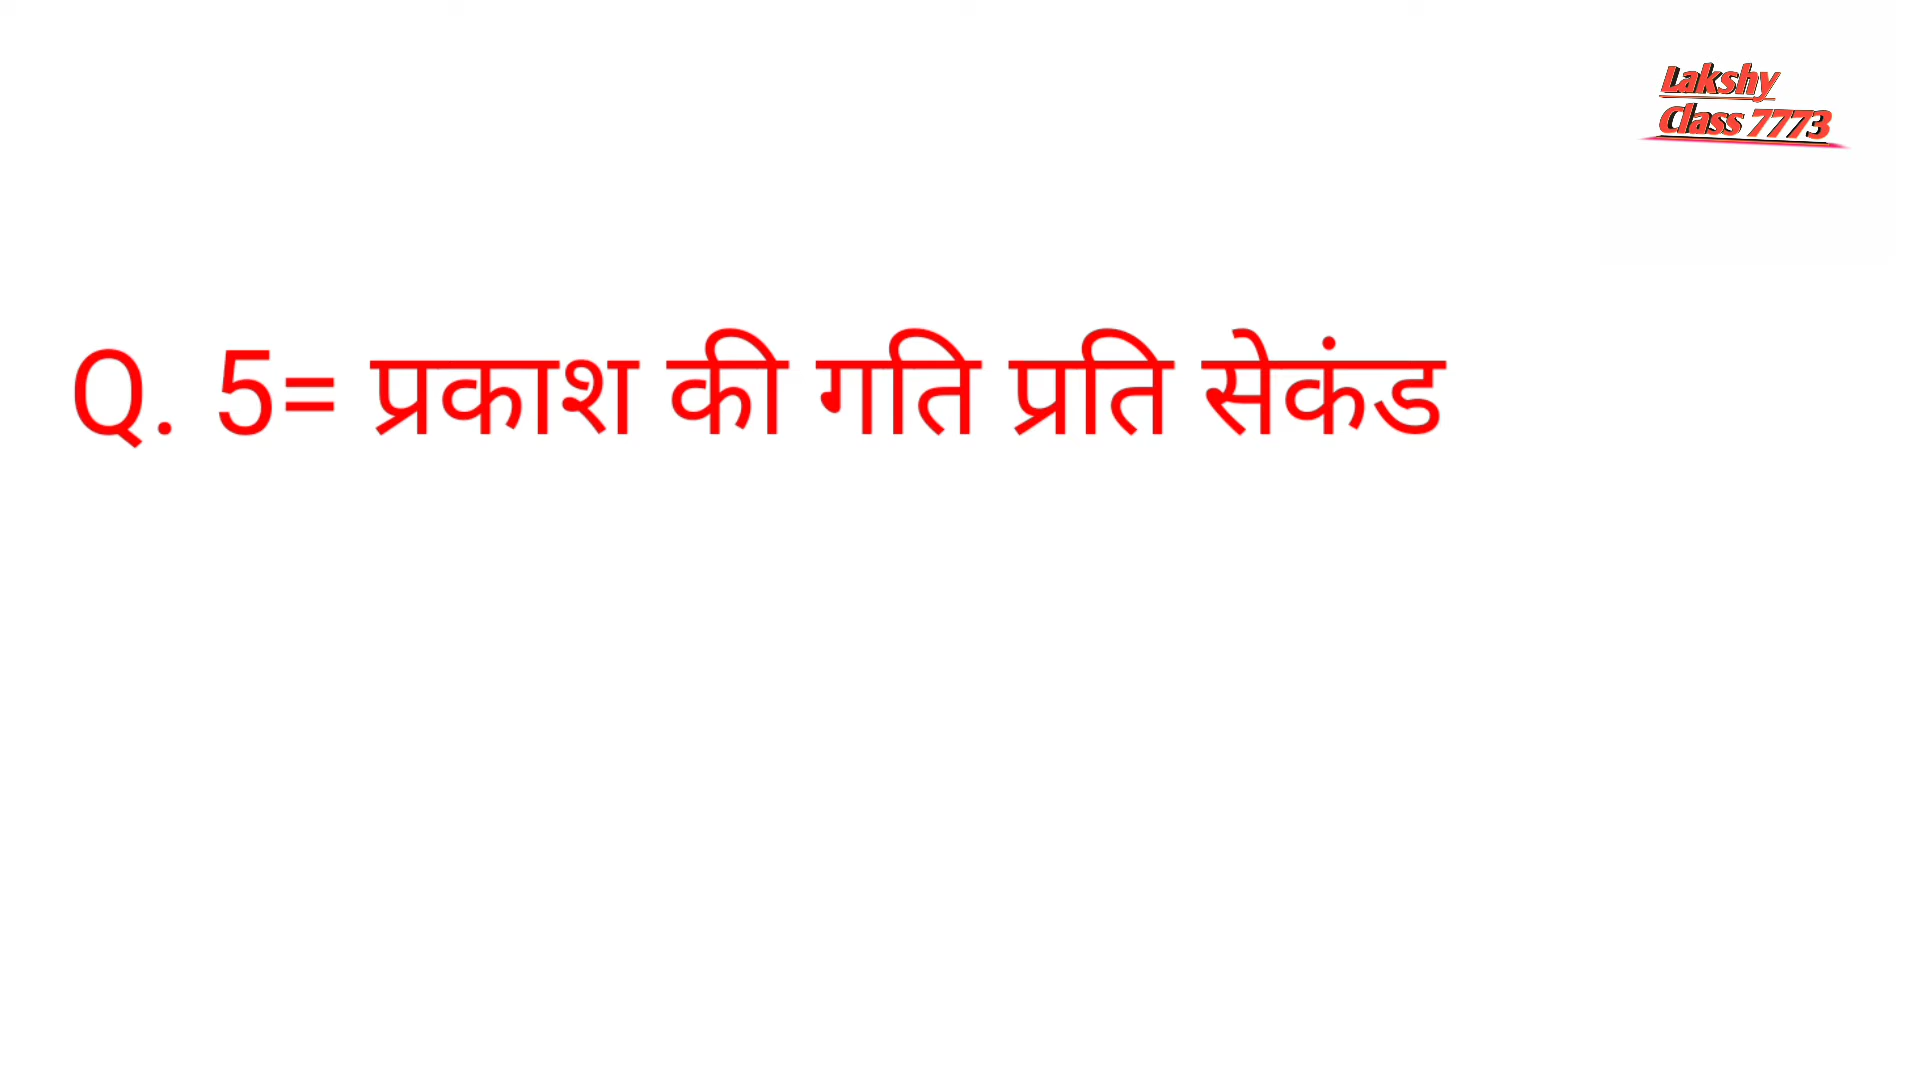 Lakshy
Class 7773
Q. 5= प्रकाश की गति प्रति सेकंड